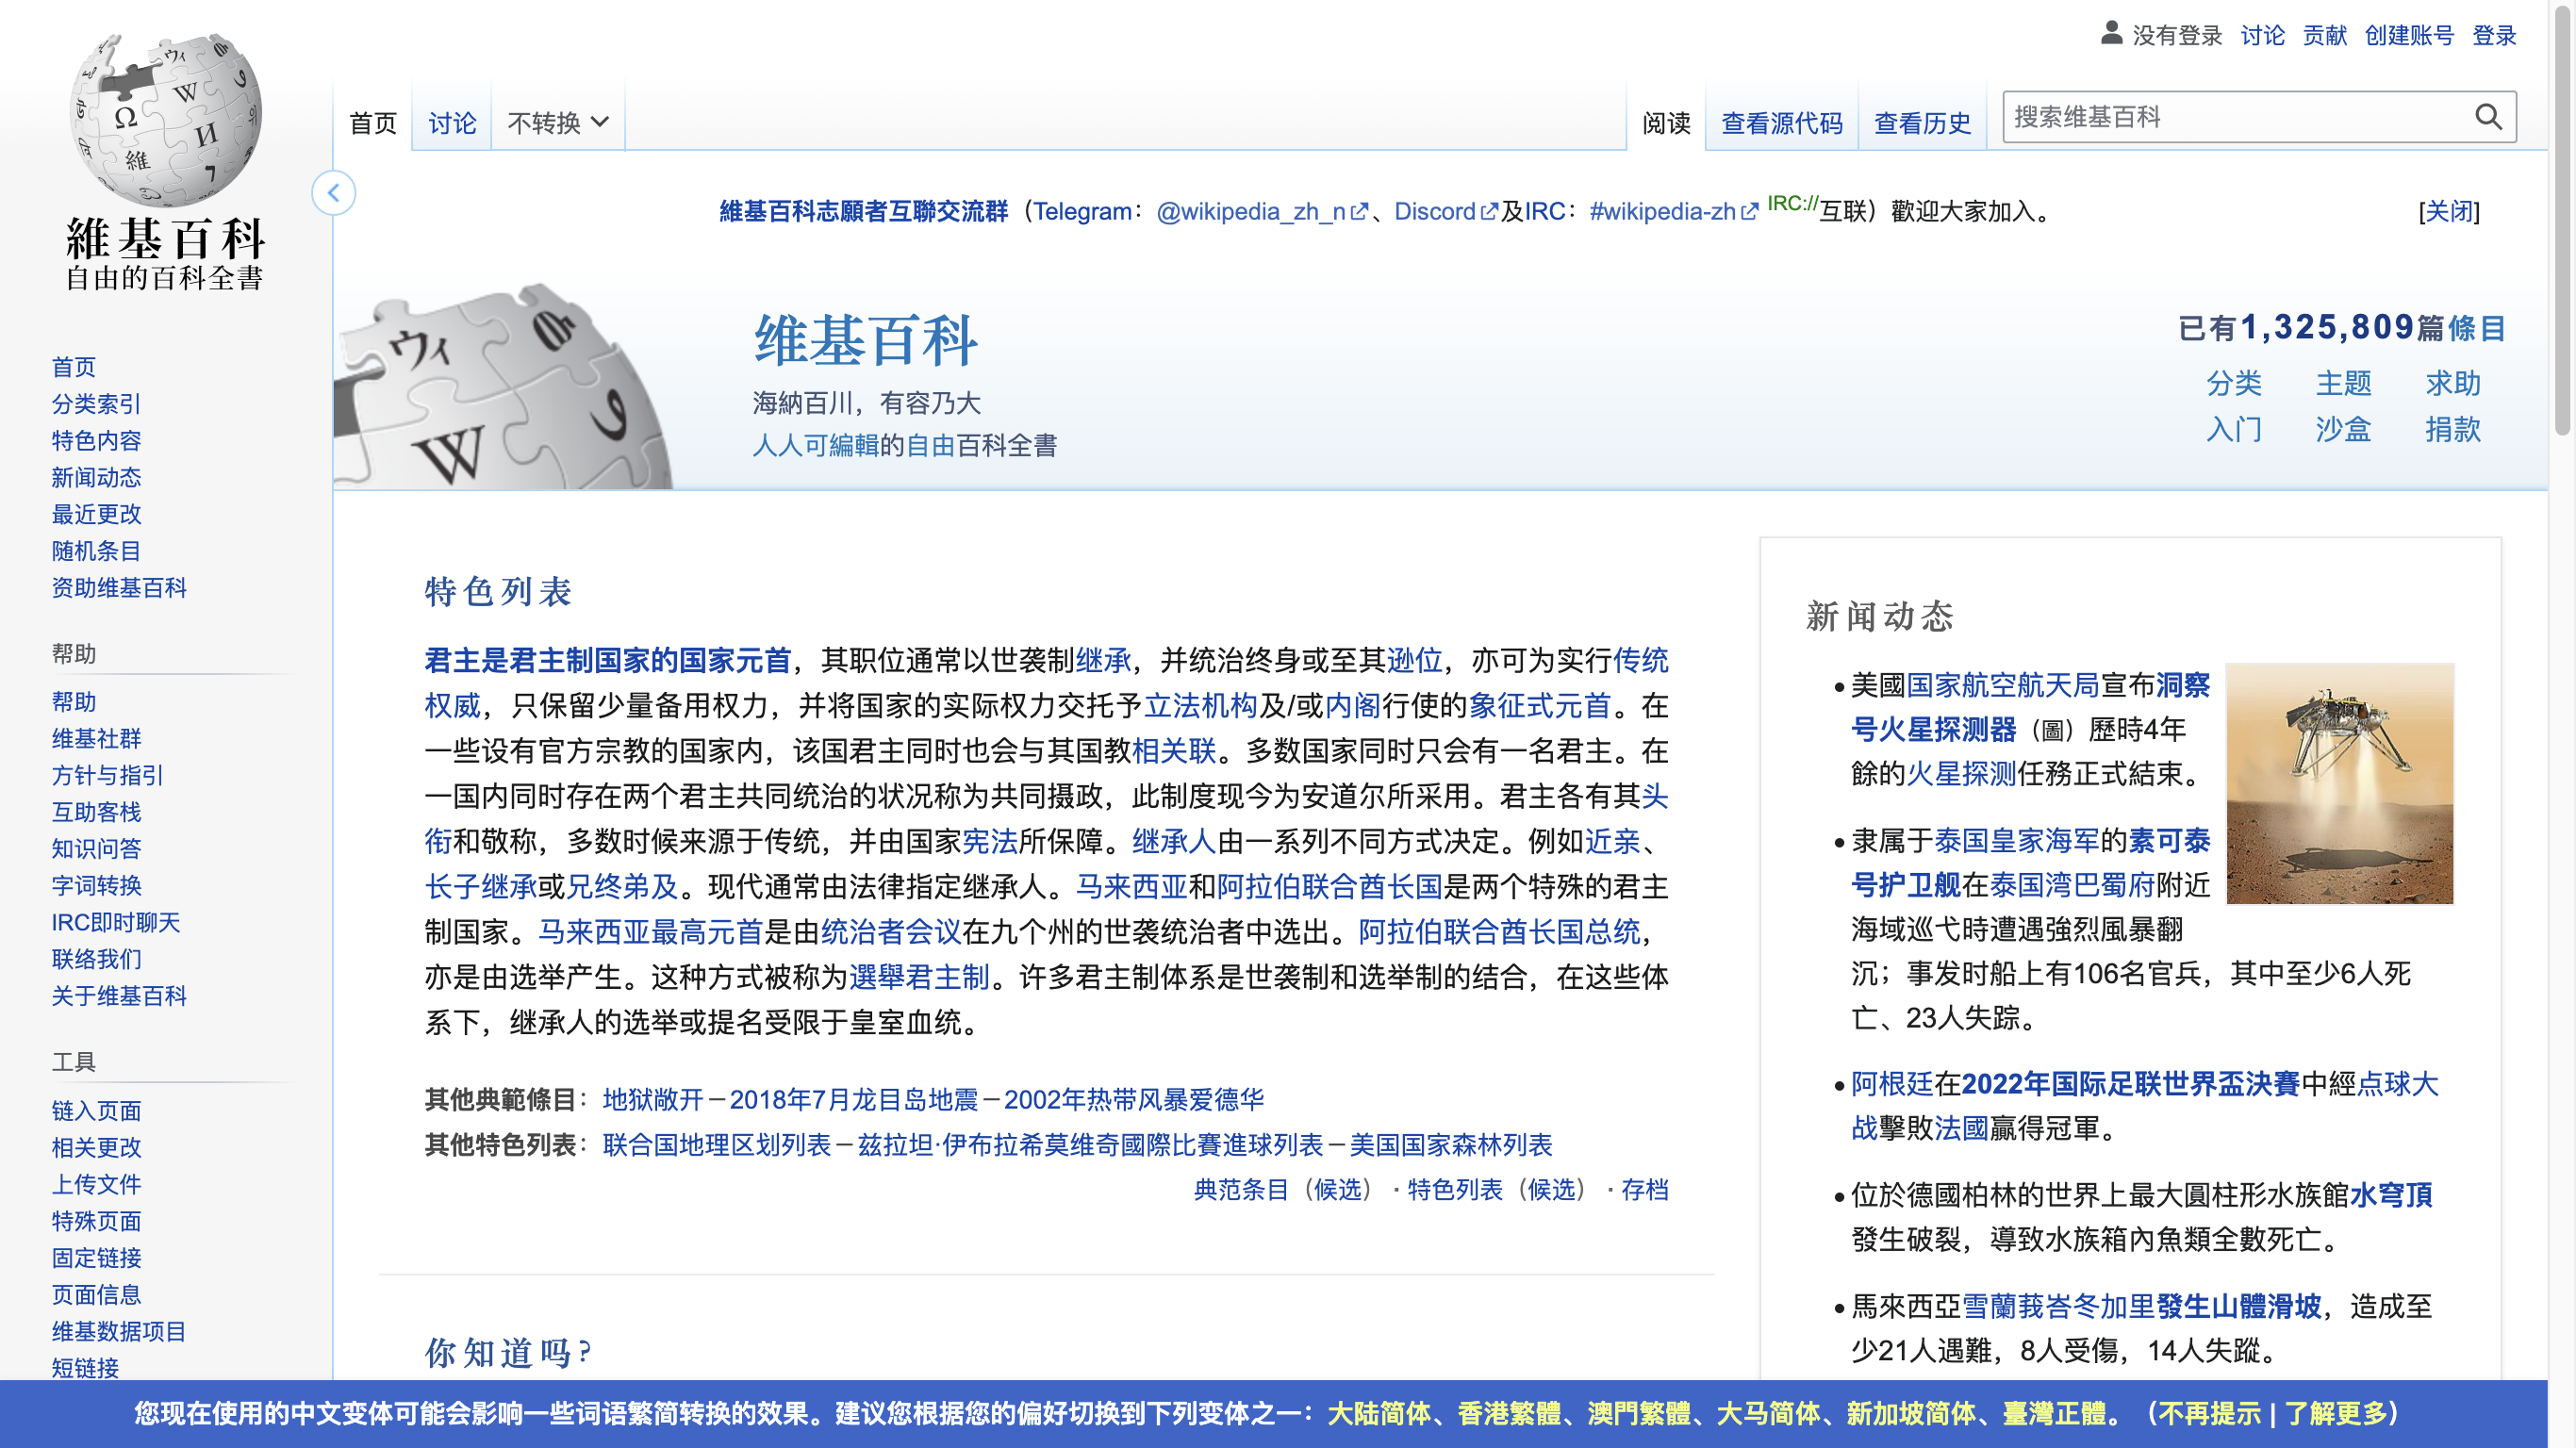 没有登录 讨论 贡献 创建账号 登录
維基百科
自由的百科全書
首页 讨论 不转换
阅读 查看源代码 查看历史 搜索维基百科
維基百科志願者互聯交流群（Telegram：@wikipedia_zh_n、Discord及IRC：#wikipedia-zh IRC://互联）歡迎大家加入。 [关闭]
维基百科
海納百川，有容乃大
人人可編輯的自由百科全書
已有1,325,809篇條目
分类 主题 求助
入门 沙盒 捐款
首页
分类索引
特色内容
新闻动态
最近更改
随机条目
资助维基百科
帮助
帮助
维基社群
方针与指引
互助客栈
知识问答
字词转换
IRC即时聊天
联络我们
关于维基百科
工具
链入页面
相关更改
上传文件
特殊页面
固定链接
页面信息
维基数据项目
短链接
特色列表
君主是君主制国家的国家元首，其职位通常以世袭制继承，并统治终身或至其逊位，亦可为实行传统
权威，只保留少量备用权力，并将国家的实际权力交托予立法机构及/或内阁行使的象征式元首。在
一些设有官方宗教的国家内，该国君主同时也会与其国教相关联。多数国家同时只会有一名君主。在
一国内同时存在两个君主共同统治的状况称为共同摄政，此制度现今为安道尔所采用。君主各有其头
衔和敬称，多数时候来源于传统，并由国家宪法所保障。继承人由一系列不同方式决定。例如近亲、
长子继承或兄终弟及。现代通常由法律指定继承人。马来西亚和阿拉伯联合酋长国是两个特殊的君主
制国家。马来西亚最高元首是由统治者会议在九个州的世袭统治者中选出。阿拉伯联合酋长国总统，
亦是由选举产生。这种方式被称为選舉君主制。许多君主制体系是世袭制和选举制的结合，在这些体
系下，继承人的选举或提名受限于皇室血统。
其他典範條目：地狱敞开－2018年7月龙目岛地震－2002年热带风暴爱德华
其他特色列表：联合国地理区划列表－兹拉坦·伊布拉希莫维奇國際比賽進球列表－美国国家森林列表
典范条目（候选）·特色列表（候选）·存档
你知道吗？
新闻动态
美國国家航空航天局宣布洞察
号火星探测器（圖）歷時4年
餘的火星探测任務正式結束。
隶属于泰国皇家海军的素可泰
号护卫舰在泰国湾巴蜀府附近
海域巡弋時遭遇強烈風暴翻
沉；事发时船上有106名官兵，其中至少6人死
亡、23人失踪。
阿根廷在2022年国际足联世界盃決賽中經点球大
战擊敗法國贏得冠軍。
位於德國柏林的世界上最大圓柱形水族館水穹頂
發生破裂，導致水族箱內魚類全數死亡。
馬來西亞雪蘭莪峇冬加里發生山體滑坡，造成至
少21人遇難，8人受傷，14人失蹤。
您现在使用的中文变体可能会影响一些词语繁简转换的效果。建议您根据您的偏好切换到下列变体之一：大陆简体、香港繁體、澳門繁體、大马简体、新加坡简体、臺灣正體。（不再提示 | 了解更多）